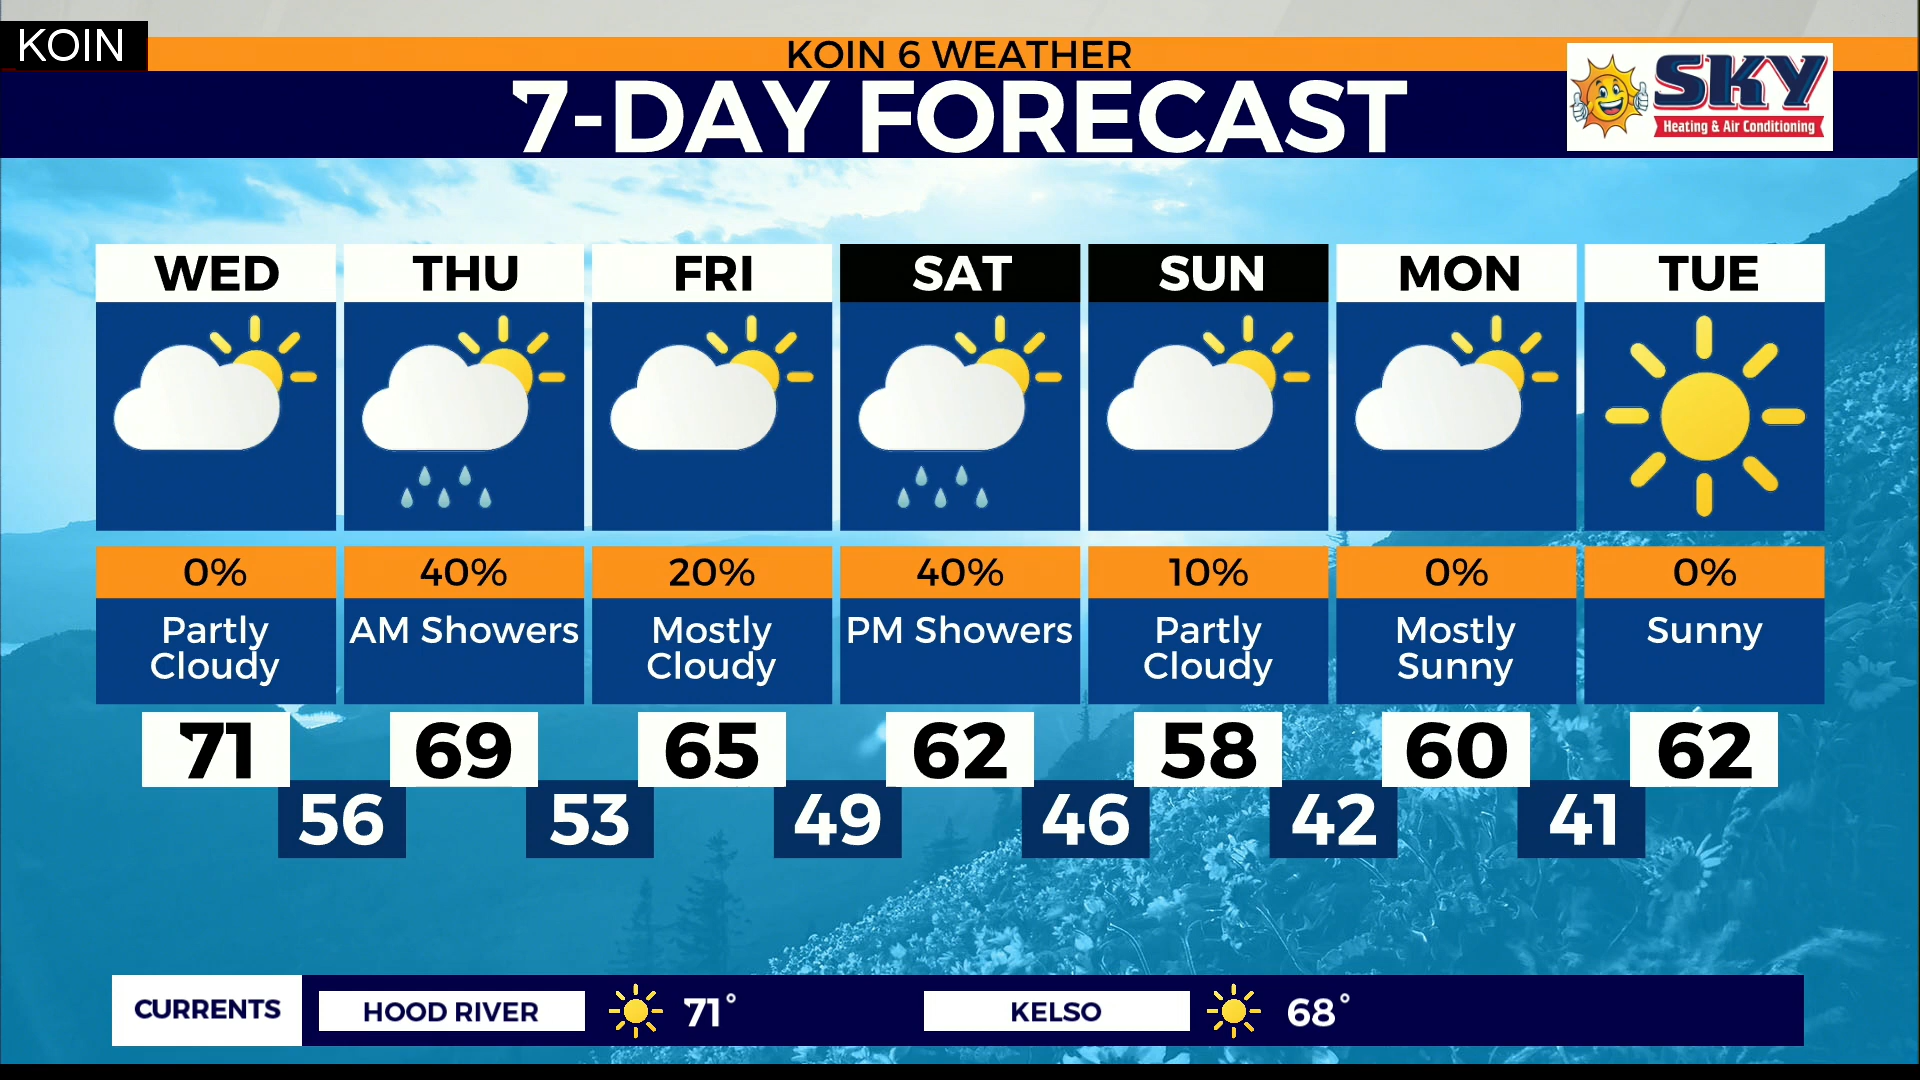 KOIN
KOIN 6 WEATHER
7-DAY FORECAST
SKY
Heating & Air Conditioning
WED THU FRI SAT SUN MON TUE
0% 40% 20% 40% 10% 0% 0%
Partly AM Showers Mostly PM Showers Partly Mostly Sunny
Cloudy Cloudy Cloudy Sunny
71 69 65 62 58 60 62
56 53 49 46 42 41
CURRENTS HOOD RIVER 71° KELSO 68°